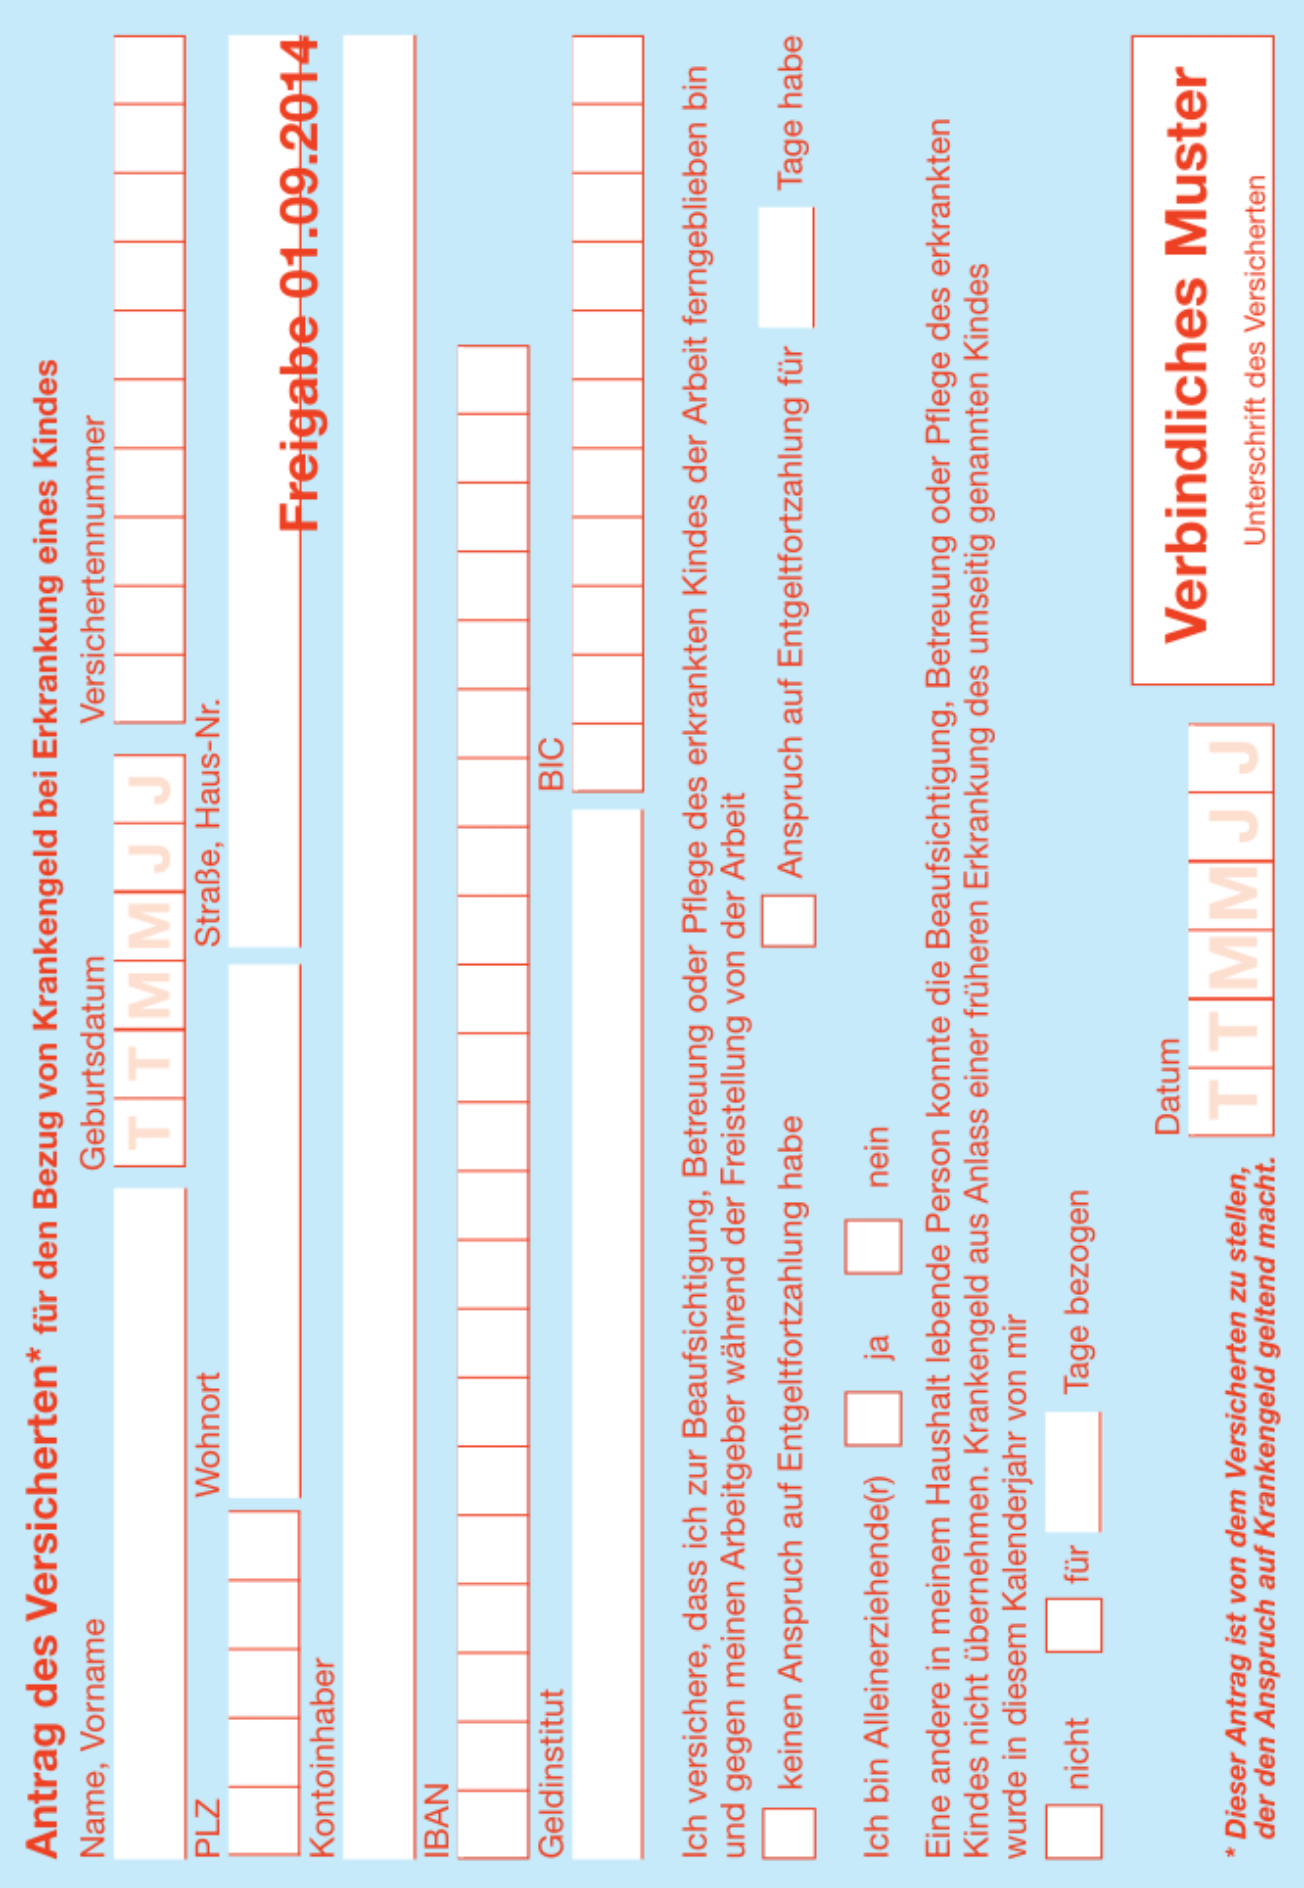 Antrag des Versicherten* für den Bezug von Krankengeld bei Erkrankung eines Kindes
Name, Vorname Geburtsdatum Versichertennummer
T T M M J J
PLZ Wohnort Straße, Haus-Nr.
Freigabe 01.09.2014
Kontoinhaber
IBAN
Geldinstitut BIC
Ich versichere, dass ich zur Beaufsichtigung, Betreuung oder Pflege des erkrankten Kindes der Arbeit ferngeblieben bin
und gegen meinen Arbeitgeber während der Freistellung von der Arbeit
keinen Anspruch auf Entgeltfortzahlung habe Anspruch auf Entgeltfortzahlung für Tage habe
Ich bin Alleinerziehende(r) ja nein
Eine andere in meinem Haushalt lebende Person konnte die Beaufsichtigung, Betreuung oder Pflege des erkrankten
Kindes nicht übernehmen. Krankengeld aus Anlass einer früheren Erkrankung des umseitig genannten Kindes
wurde in diesem Kalenderjahr von mir
nicht für Tage bezogen
Datum
T T M M J J
Verbindliches Muster
Unterschrift des Versicherten
* Dieser Antrag ist von dem Versicherten zu stellen,
der den Anspruch auf Krankengeld geltend macht.